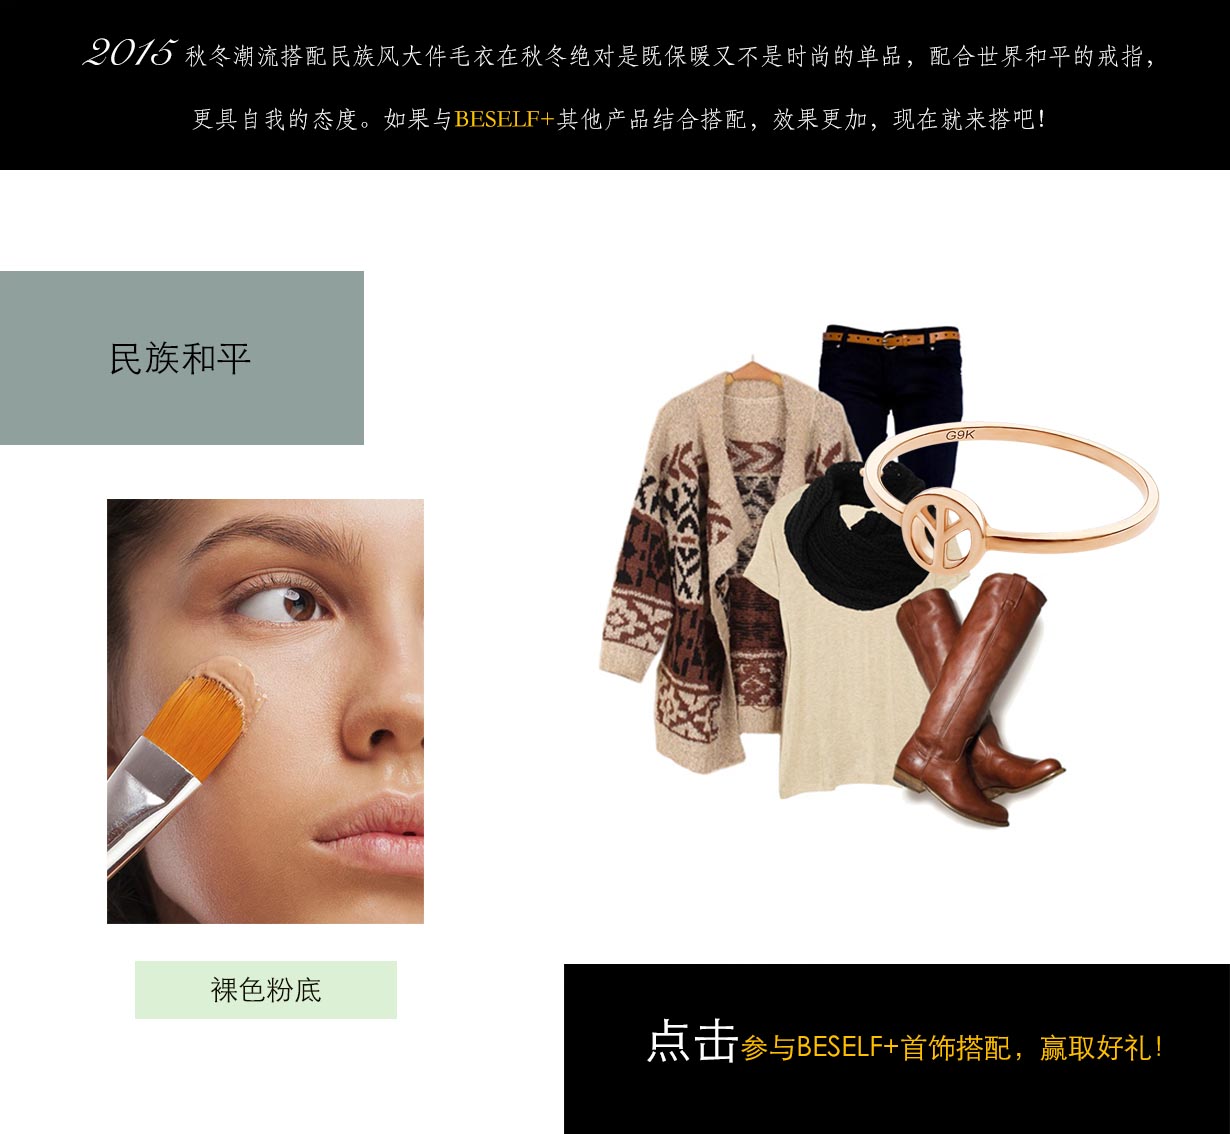 2015 秋冬潮流搭配民族风大件毛衣在秋冬绝对是既保暖又不是时尚的单品，配合世界和平的戒指，
更具自我的态度。如果与BESELF+其他产品结合搭配，效果更加，现在就来搭吧！
民族和平
G9K
裸色粉底
点击参与BESELF+首饰搭配，赢取好礼！